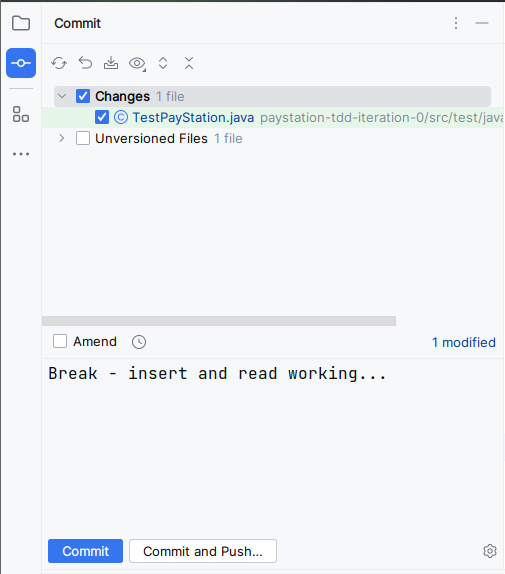 Commit
Changes 1 file
TestPayStation.java paystation-tdd-iteration-0/src/test/java
Unversioned Files 1 file
Amend 1 modified
Break - insert and read working...
Commit Commit and Push...